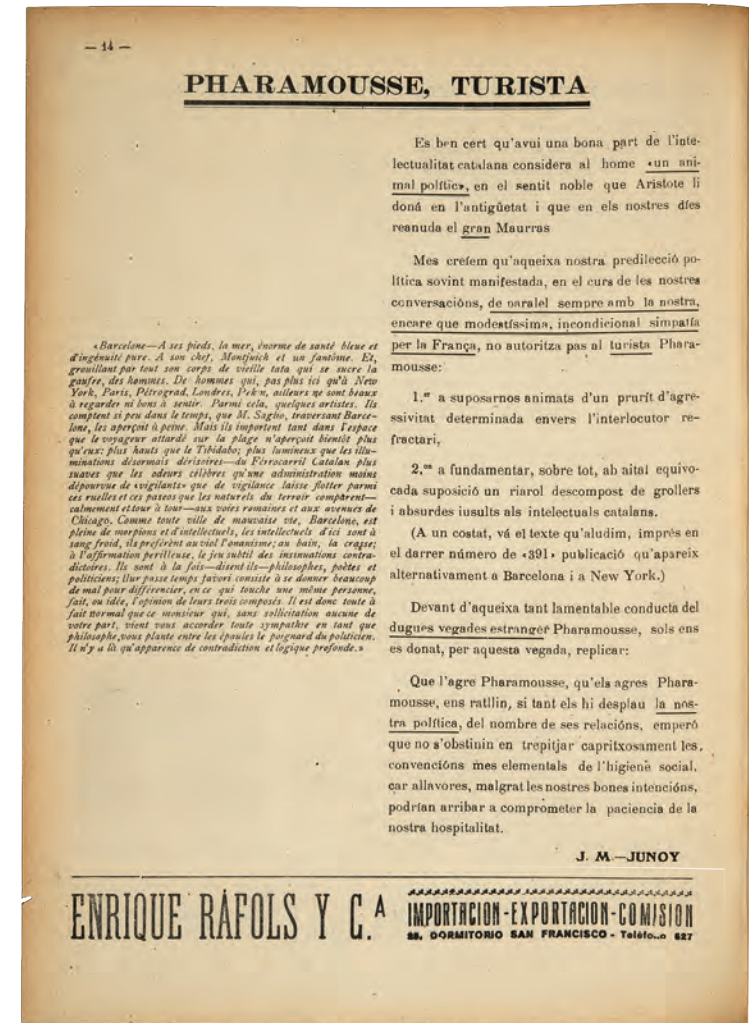 — 14 —
PHARAMOUSSE, TURISTA
«Barcelone—A ses pieds, la mer, énorme de santé bleue et
d'ingénuité pure. A son chef, Montjuich et un fantôme. Et,
grouillant par tout son corps de vieille tata qui se sucre la
gaufre, des hommes. De hommes qui, pas plus ici qu'à New
York, Paris, Pétrograd, Londres, Pek n, ailleurs ne sont beaux
à regarder ni bons à sentir. Parmi cela, quelques artistes. Ils
comptent si peu dans le temps, que M. Sagño, traversant Barce-
lone, les aperçoit à peine. Mais ils importent tant dans l'espace
que le voyageur attardé sur la plage n'aperçoit bientôt plus
qu'eux: plus hauts que le Tibidabo; plus lumineux que les illu-
minations désormais dérisoires—du Férrocarril Catalan plus
suaves que les odeurs célèbres qu'une administration moins
dépourvue de «vigilants» que de vigilance laisse flotter parmi
ces ruelles et ces paseos que les naturels du terroir comparent—
calmement et tour à tour—aux voies romaines et aux avenues de
Chicago. Comme toute ville de mauvaise vie, Barcelone, est
pleine de morpions et d'intellectuels, les intellectuels d'ici sont à
sang froid, ils préfèrent au viol l'onanisme; au bain, la crasse;
à l'affirmation perilleuse, le jeu subtil des insinuations contra-
dictoires. Ils sont à la fois—disent ils—philosophes, poètes et
politiciens; llur passe temps favori consiste à se donner beaucoup
de mal pour différencier, en ce qui touche une même personne,
fait, ou idée, l'opinion de leurs trois composés. Il est donc toute à
fait normal que ce monsieur qui, sans sollicitation aucune de
votre part, vient vous accorder toute sympathie en tant que
philosophe, vous plante entre les épaules le poignard du politicien.
Il n'y a là qu'apparence de contradiction et logique profonde.»
Es ben cert qu'avui una bona part de l'inte-
lectualitat catalana considera al home «un ani-
mal polític», en el sentit noble que Aristote li
doná en l'antigüetat i que en els nostres díes
reanuda el gran Maurras
Mes creiem qu'aqueixa nostra predilecció po-
lítica sovint manifestada, en el curs de les nostres
conversacións, de paralel sempre amb la nostra,
encare que modestíssima, incondicional simpatía
per la França, no autoritza pas al turista Phara-
mousse:
1.er a suposarnos animats d'un prurít d'agre-
ssivitat determinada envers l'interlocutor re-
fractari,
2.on a fundamentar, sobre tot, ab aital equivo-
cada suposició un riarol descompost de grollers
i absurdes iusults als intelectuals catalans.
(A un costat, vá el texte qu'aludim, imprés en
el darrer número de «391» publicació qu'apareix
alternativament a Barcelona i a New York.)
Devant d'aqueixa tant lamentable conducta del
dugues vegades estranger Pharamousse, sols ens
es donat, per aquesta vegada, replicar:
Que l'agre Pharamousse, qu'els agres Phara-
mousse, ens ratllin, si tant els hi desplau la nos-
tra política, del nombre de ses relacións, emperó
que no s'obstinin en trepitjar capritxosament les
convencións mes elementals de l'higiene social,
car allavores, malgrat les nostres bones intencións,
podrían arribar a comprometer la paciencia de la
nostra hospitalitat.
J. M.—JUNOY
ENRIQUE RÁFOLS Y C.A
IMPORTACION-EXPORTACION-COMISION
DORMITORIO SAN FRANCISCO - 627